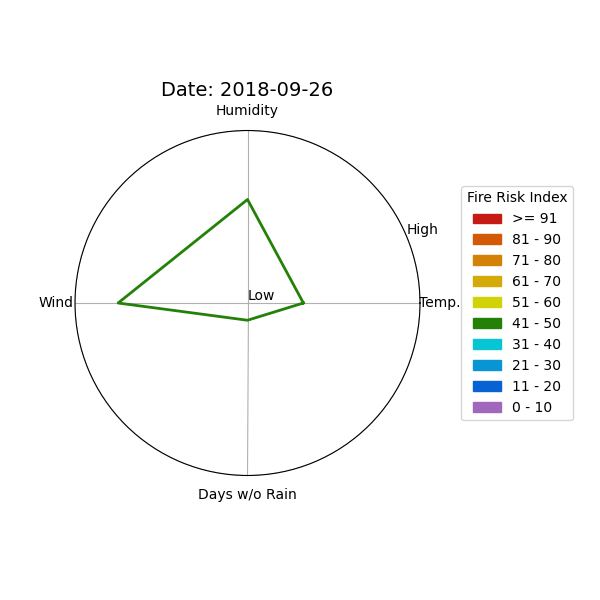 Date: 2018-09-26
Humidity
High
Low
Wind
Temp.
Days w/o Rain
Fire Risk Index
>= 91
81 - 90
71 - 80
61 - 70
51 - 60
41 - 50
31 - 40
21 - 30
11 - 20
0 - 10